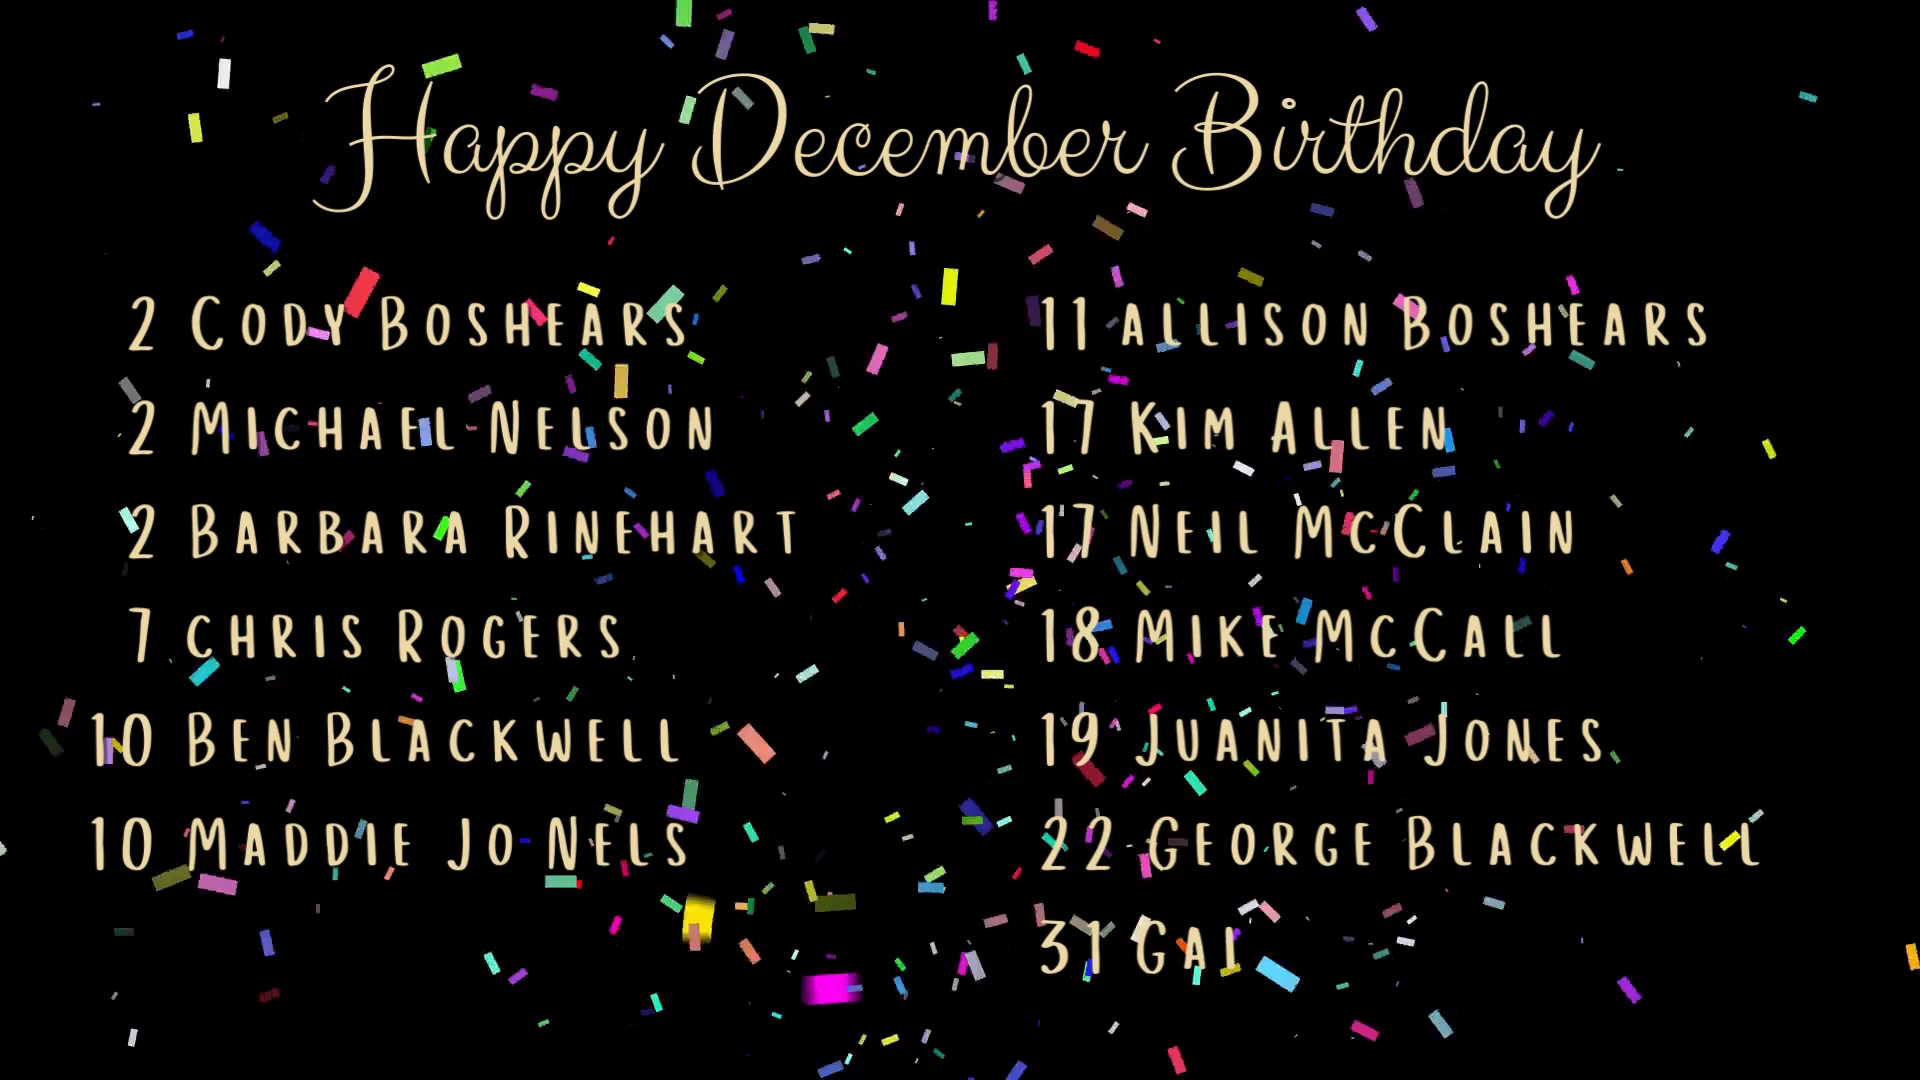 Happy December Birthday
2 Cody Boshears
2 Michael Nelson
2 Barbara Rinehart
7 chris Rogers
10 Ben Blackwell
10 Maddie Jo Nels
11 allison Boshears
17 Kim Allen
17 Neil McClain
18 Mike McCall
19 Juanita Jones
22 George Blackwell
31 Gai